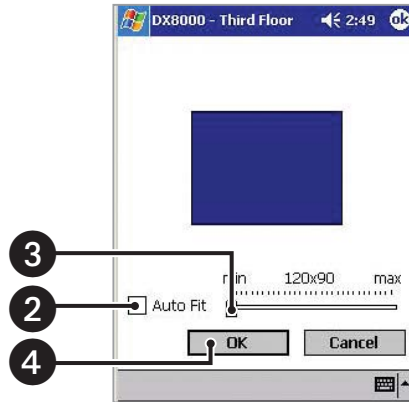 DX8000 - Third Floor 2:49 ok
3
min 120x90 max
2 Auto Fit
4 OK Cancel